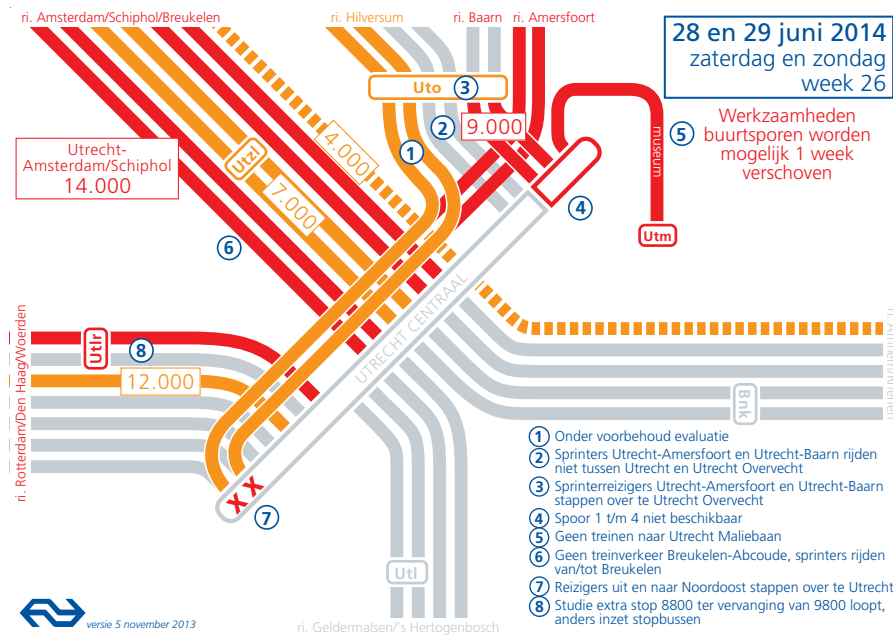 ri. Amsterdam/Schiphol/Breukelen
ri. Hilversum
ri. Baarn
ri. Amersfoort
28 en 29 juni 2014
zaterdag en zondag
week 26
Werkzaamheden
buurtsporen worden
mogelijk 1 week
verschoven
Uto
3
9.000
2
1
4.000
Utrecht-
Amsterdam/Schiphol
14.000
Utzl
7.000
museum
5
4
Utm
6
UTRECHT CENTRAAL
ri. Rotterdam/Den Haag/Woerden
Utlr
8
12.000
Bnk
ri. Arnhem/Nijmegen
X X
7
Utl
ri. Geldermalsen/'s Hertogenbosch
1 Onder voorbehoud evaluatie
2 Sprinters Utrecht-Amersfoort en Utrecht-Baarn rijden
niet tussen Utrecht en Utrecht Overvecht
3 Sprinterreizigers Utrecht-Amersfoort en Utrecht-Baarn
stappen over te Utrecht Overvecht
4 Spoor 1 t/m 4 niet beschikbaar
5 Geen treinen naar Utrecht Maliebaan
6 Geen treinverkeer Breukelen-Abcoude, sprinters rijden
van/tot Breukelen
7 Reizigers uit en naar Noordoost stappen over te Utrecht
8 Studie extra stop 8800 ter vervanging van 9800 loopt,
anders inzet stopbussen
versie 5 november 2013